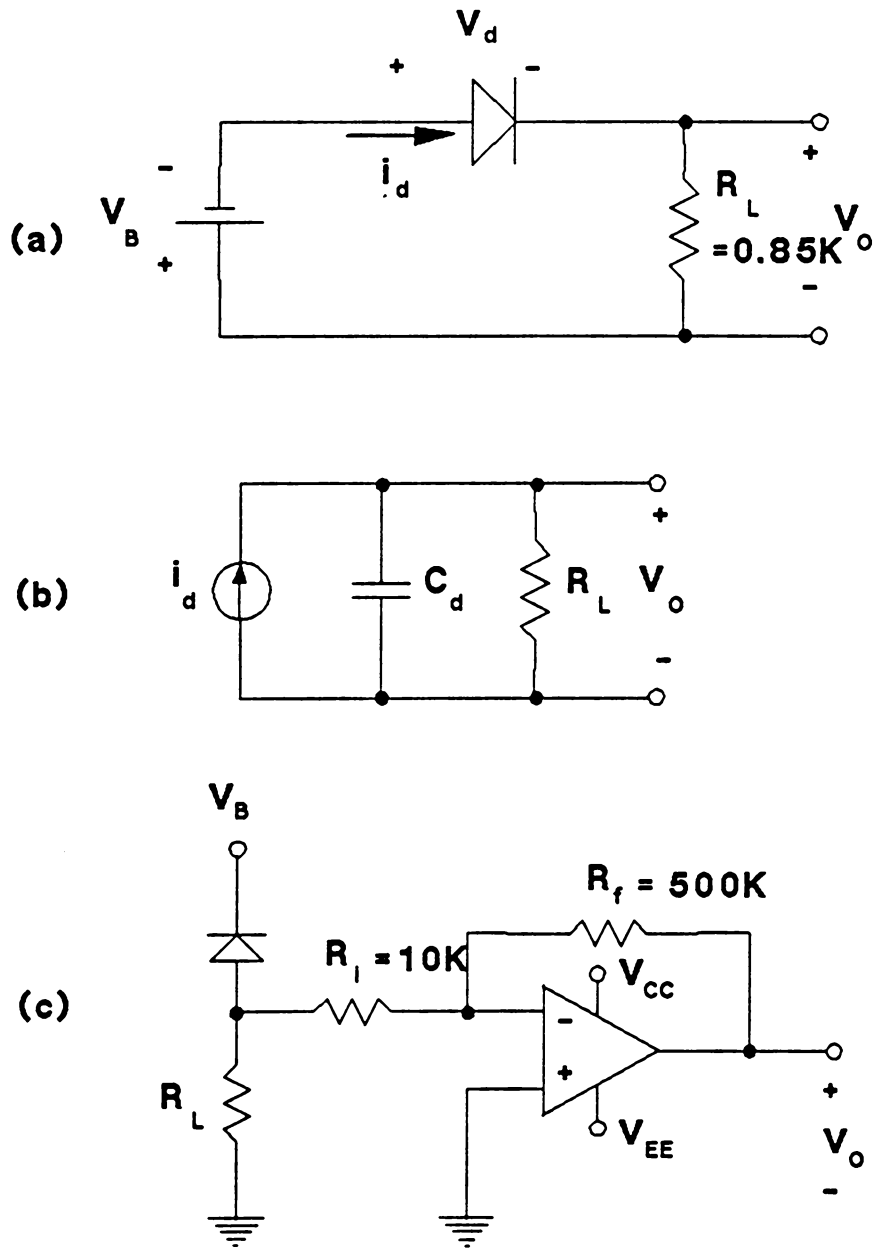 V_d
+ -
i_d
-
V_B
+
(a)
R_L
=0.85K
+
V_o
-
(b)
i_d
C_d
R_L
+
V_o
-
V_B
(c)
R_f = 500K
R_i = 10K
V_CC
-
+
V_EE
R_L
+
V_o
-